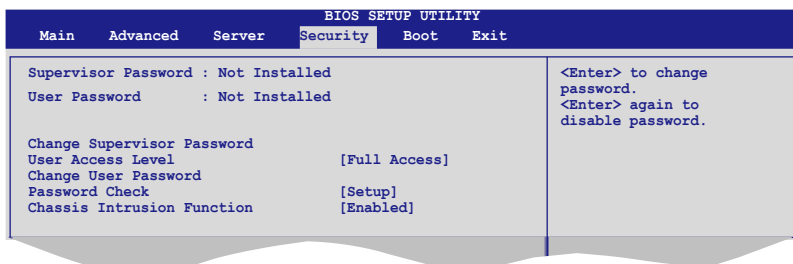 BIOS SETUP UTILITY
Main Advanced Server Security Boot Exit
Supervisor Password : Not Installed
User Password : Not Installed
Change Supervisor Password
User Access Level [Full Access]
Change User Password
Password Check [Setup]
Chassis Intrusion Function [Enabled]
<Enter> to change
password.
<Enter> again to
disable password.